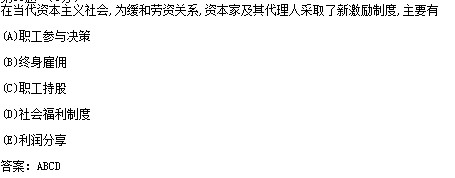 在当代资本主义社会,为缓和劳资关系,资本家及其代理人采取了新激励制度,主要有
(A)职工参与决策
(B)终身雇佣
(C)职工持股
(D)社会福利制度
(E)利润分享
答案: ABCD